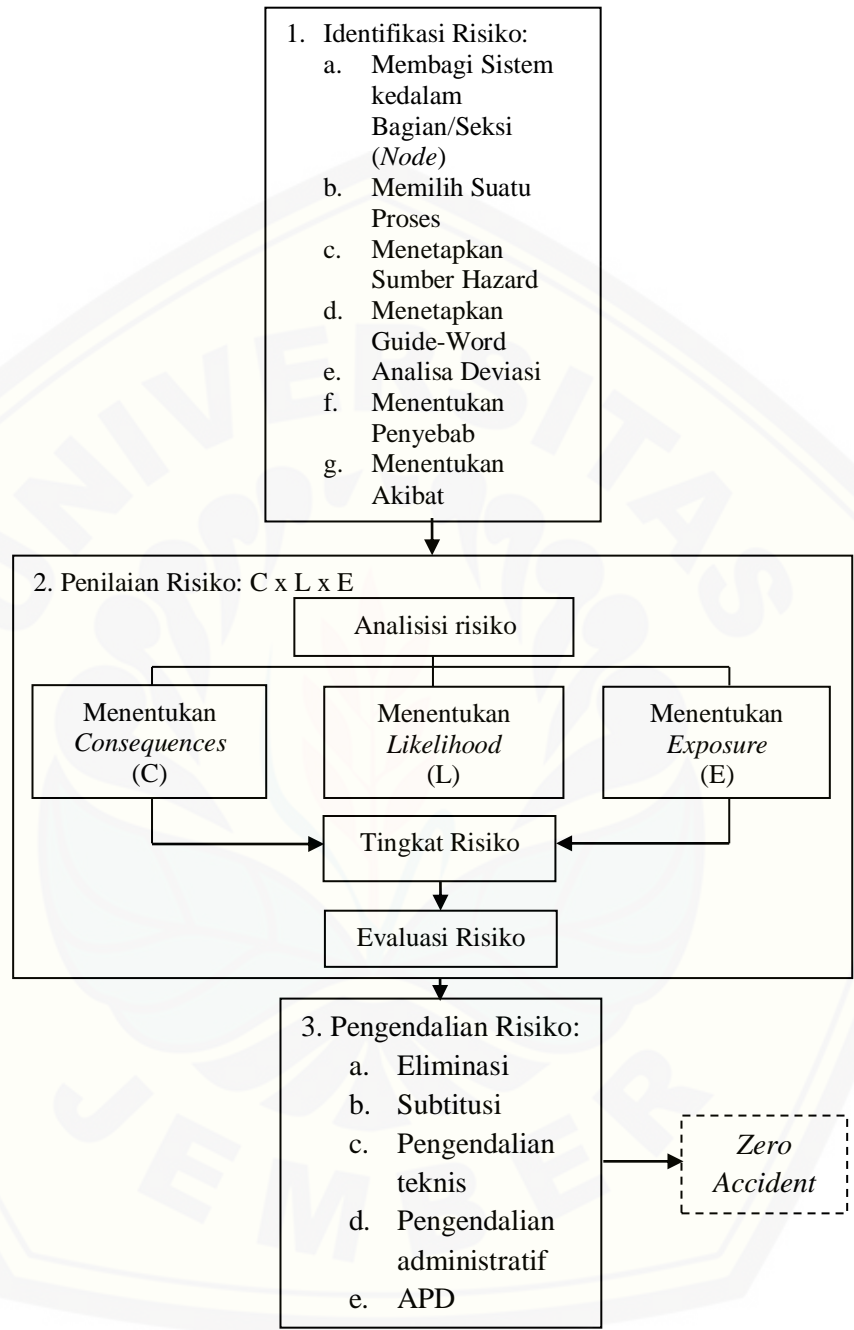 1. Identifikasi Risiko:
a. Membagi Sistem
kedalam
Bagian/Seksi
(Node)
b. Memilih Suatu
Proses
c. Menetapkan
Sumber Hazard
d. Menetapkan
Guide-Word
e. Analisa Deviasi
f. Menentukan
Penyebab
g. Menentukan
Akibat
2. Penilaian Risiko: C x L x E
Analisisi risiko
Menentukan
Consequences
(C)
Menentukan
Likelihood
(L)
Menentukan
Exposure
(E)
Tingkat Risiko
Evaluasi Risiko
3. Pengendalian Risiko:
a. Eliminasi
b. Subtitusi
c. Pengendalian
teknis
d. Pengendalian
administratif
e. APD
Zero
Accident
UNIVERSITAS
JEMBER